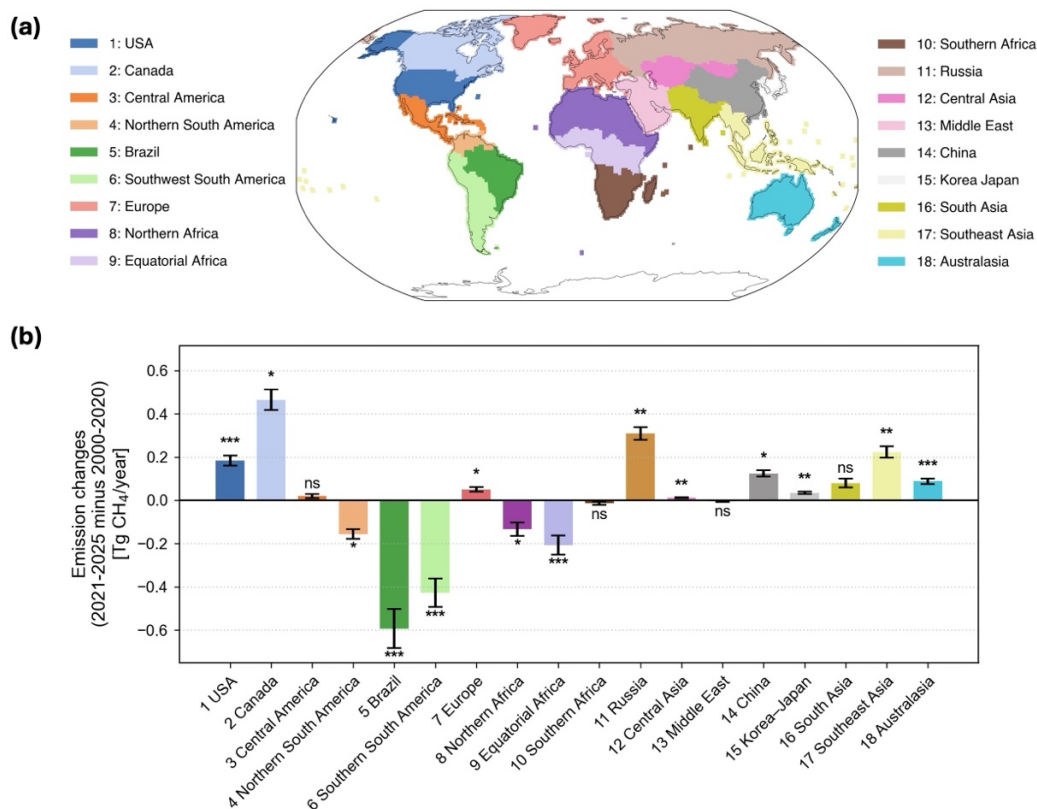 (a)
1: USA
2: Canada
3: Central America
4: Northern South America
5: Brazil
6: Southwest South America
7: Europe
8: Northern Africa
9: Equatorial Africa
10: Southern Africa
11: Russia
12: Central Asia
13: Middle East
14: China
15: Korea Japan
16: South Asia
17: Southeast Asia
18: Australasia
(b)
Emission changes
(2021-2025 minus 2000-2020)
[Tg CH₄/year]
0.6
0.4
0.2
0.0
−0.2
−0.4
−0.6
***
*
ns
*
***
***
*
*
***
ns
**
**
ns
*
**
ns
**
***
1 USA
2 Canada
3 Central America
4 Northern South America
5 Brazil
6 Southern South America
7 Europe
8 Northern Africa
9 Equatorial Africa
10 Southern Africa
11 Russia
12 Central Asia
13 Middle East
14 China
15 Korea–Japan
16 South Asia
17 Southeast Asia
18 Australasia